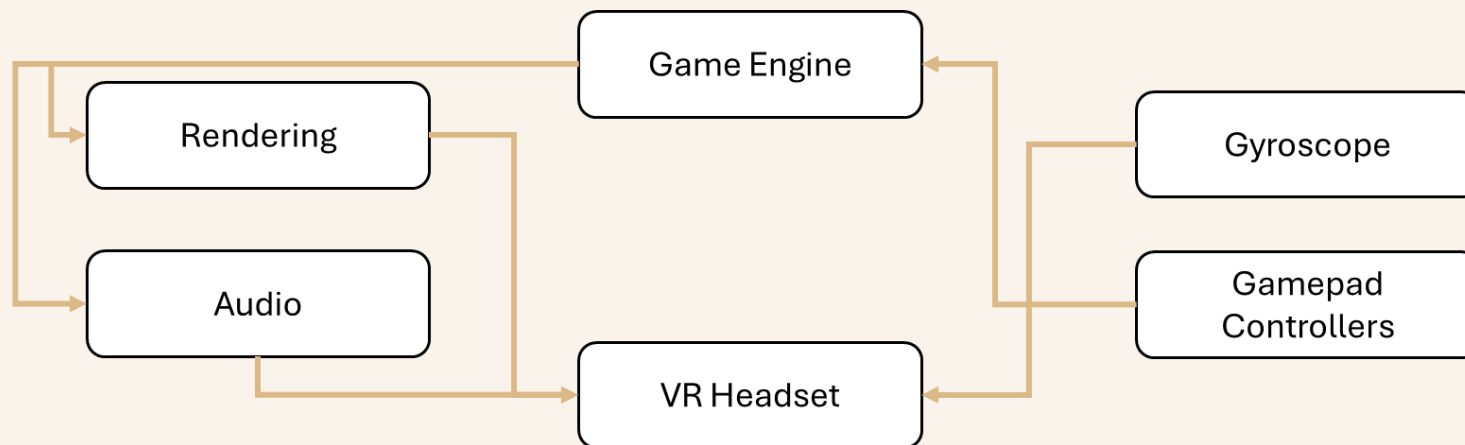 Game Engine
Rendering
Gyroscope
Audio
Gamepad
Controllers
VR Headset